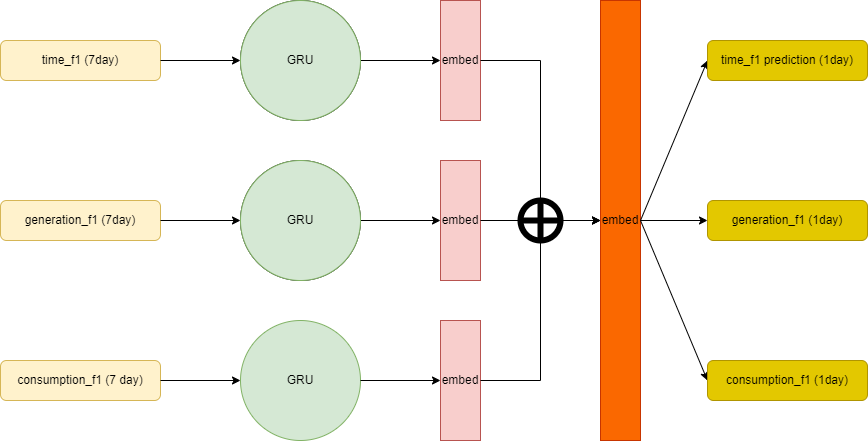 time_f1 (7day)
GRU
embed
time_f1 prediction (1day)
generation_f1 (7day)
GRU
embed
embed
generation_f1 (1day)
consumption_f1 (7 day)
GRU
embed
consumption_f1 (1day)